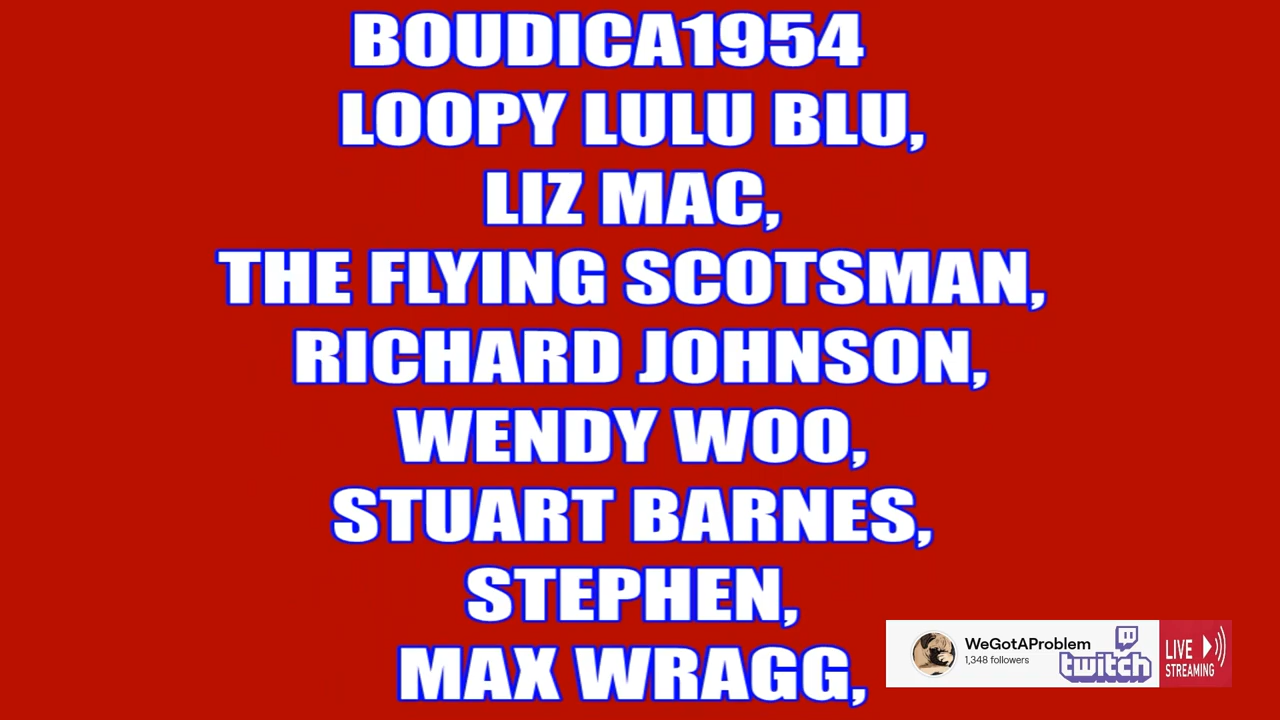 BOUDICA1954
LOOPY LULU BLU,
LIZ MAC,
THE FLYING SCOTSMAN,
RICHARD JOHNSON,
WENDY WOO,
STUART BARNES,
STEPHEN,
MAX WRAGG,
WeGotAProblem
1,348 followers
twitch
LIVE
STREAMING